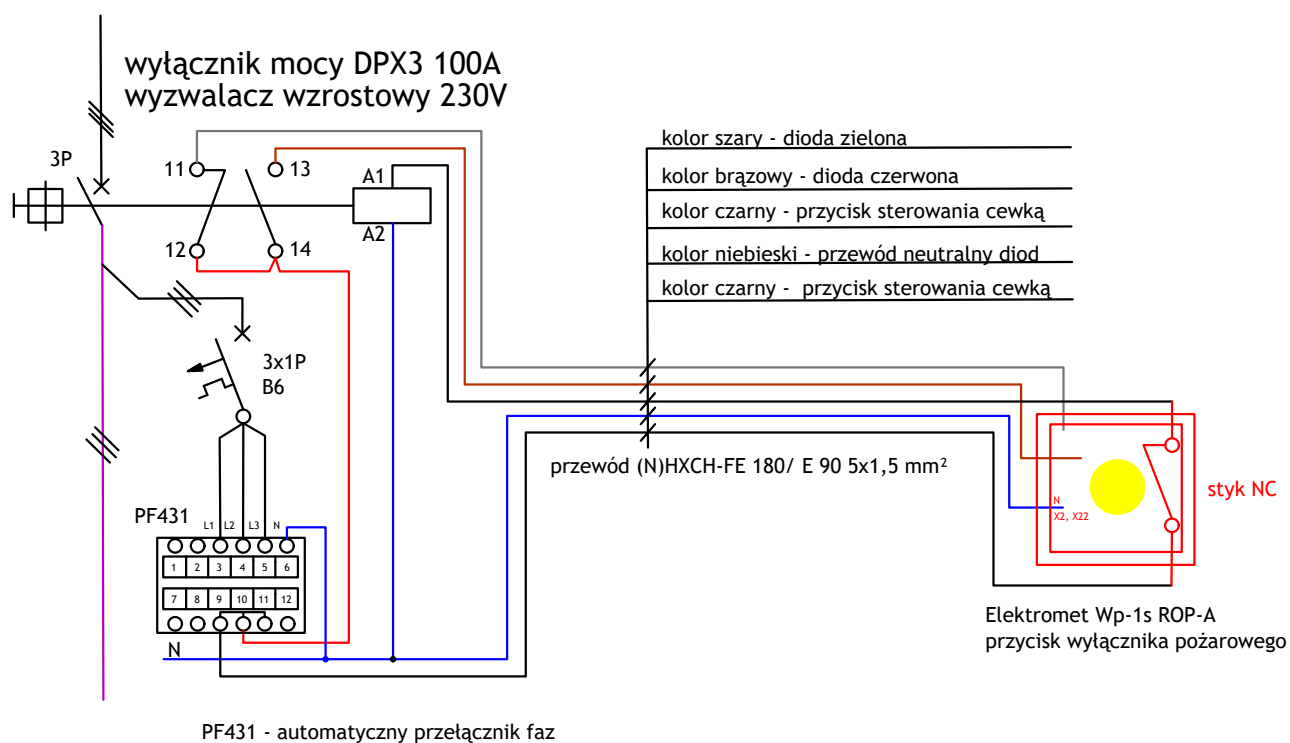 wyłącznik mocy DPX3 100A
wyzwalacz wzrostowy 230V
3P
11
13
A1
A2
12
14
kolor szary - dioda zielona
kolor brązowy - dioda czerwona
kolor czarny - przycisk sterowania cewką
kolor niebieski - przewód neutralny diod
kolor czarny - przycisk sterowania cewką
3x1P
B6
przewód (N)HXCH-FE 180/ E 90 5x1,5 mm²
styk NC
N
X2, X22
PF431
L1 L2 L3 N
1 2 3 4 5 6
7 8 9 10 11 12
N
Elektromet Wp-1s ROP-A
przycisk wyłącznika pożarowego
PF431 - automatyczny przełącznik faz